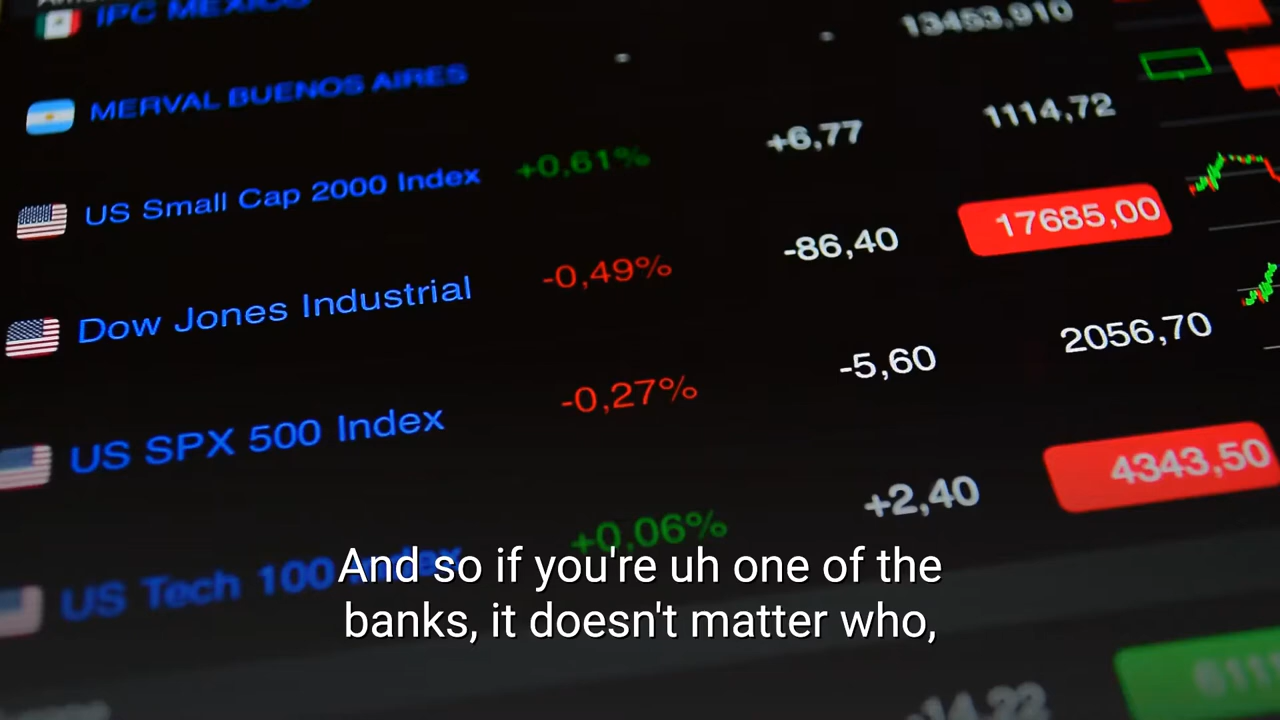 IPC MEXICO
13453,910
MERVAL BUENOS AIRES - -
US Small Cap 2000 Index +0,61% +6,77 1114,72
Dow Jones Industrial -0,49% -86,40 17685,00
US SPX 500 Index -0,27% -5,60 2056,70
US Tech 100 Index +0,06% +2,40 4343,50
14,22
And so if you're uh one of the
banks, it doesn't matter who,